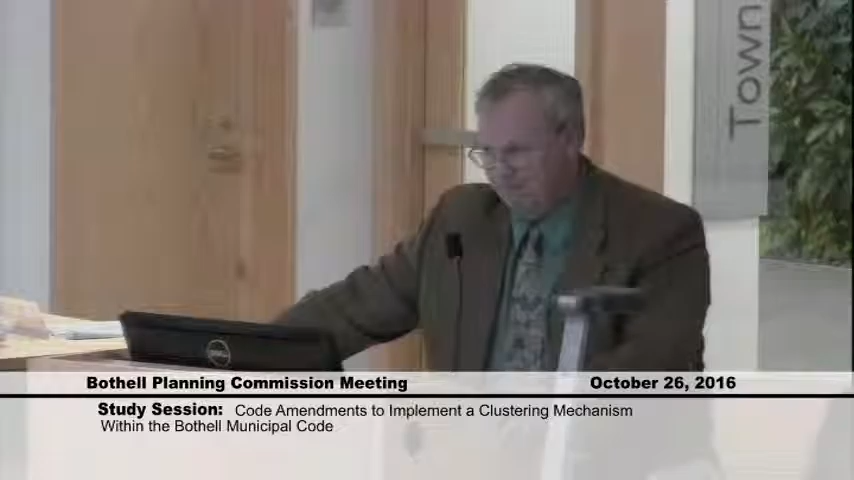 Town
DELL
Bothell Planning Commission Meeting October 26, 2016
Study Session: Code Amendments to Implement a Clustering Mechanism
Within the Bothell Municipal Code